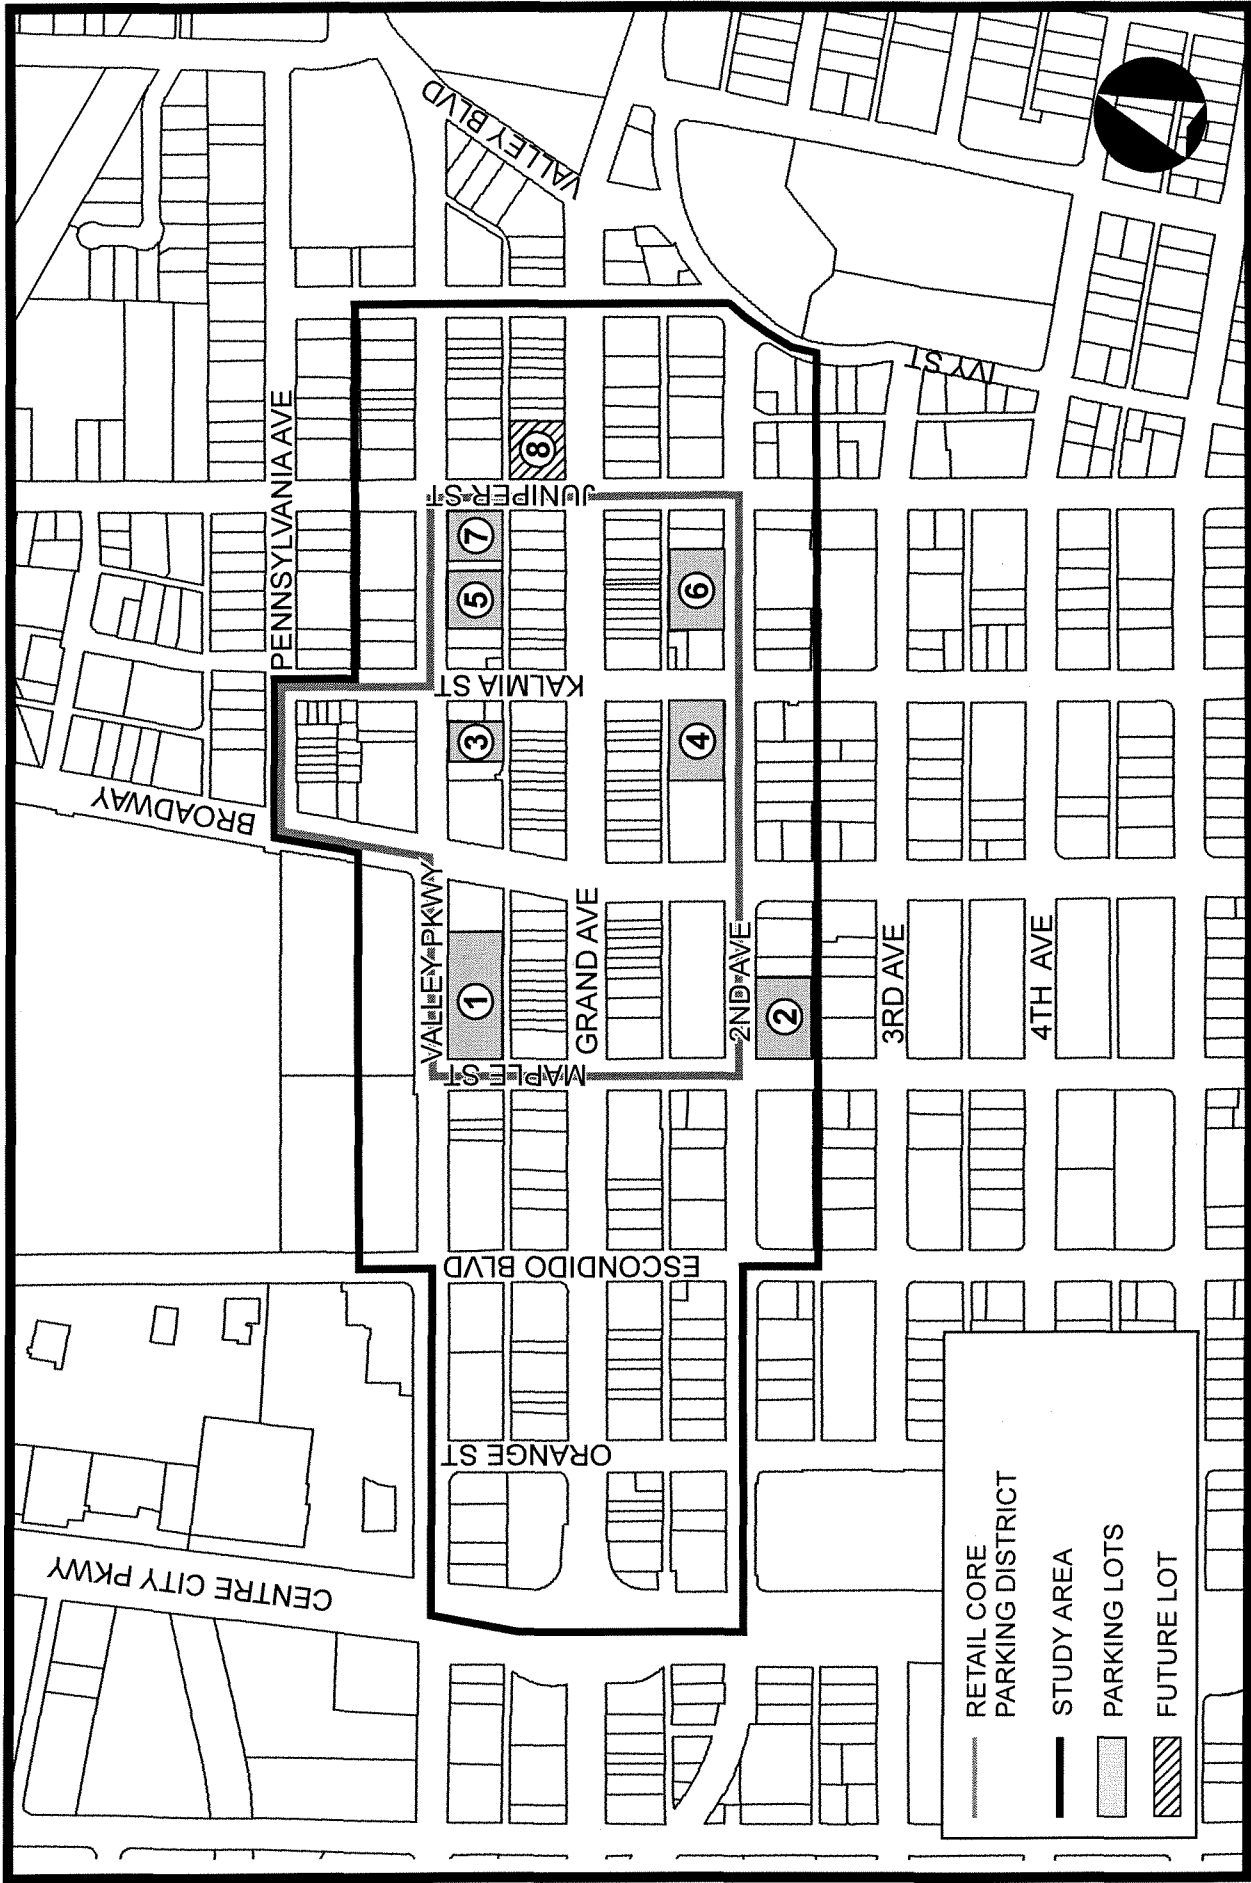 CENTRE CITY PKWY
BROADWAY
PENNSYLVANIA AVE
VALLEY BLVD
ORANGE ST
ESCONDIDO BLVD
MAPLE ST
VALLEY PKWY
KALMIA ST
JUNIPER ST
1
3
5
7
8
GRAND AVE
4
6
2ND AVE
2
3RD AVE
4TH AVE
IVY ST
RETAIL CORE
PARKING DISTRICT
STUDY AREA
PARKING LOTS
FUTURE LOT